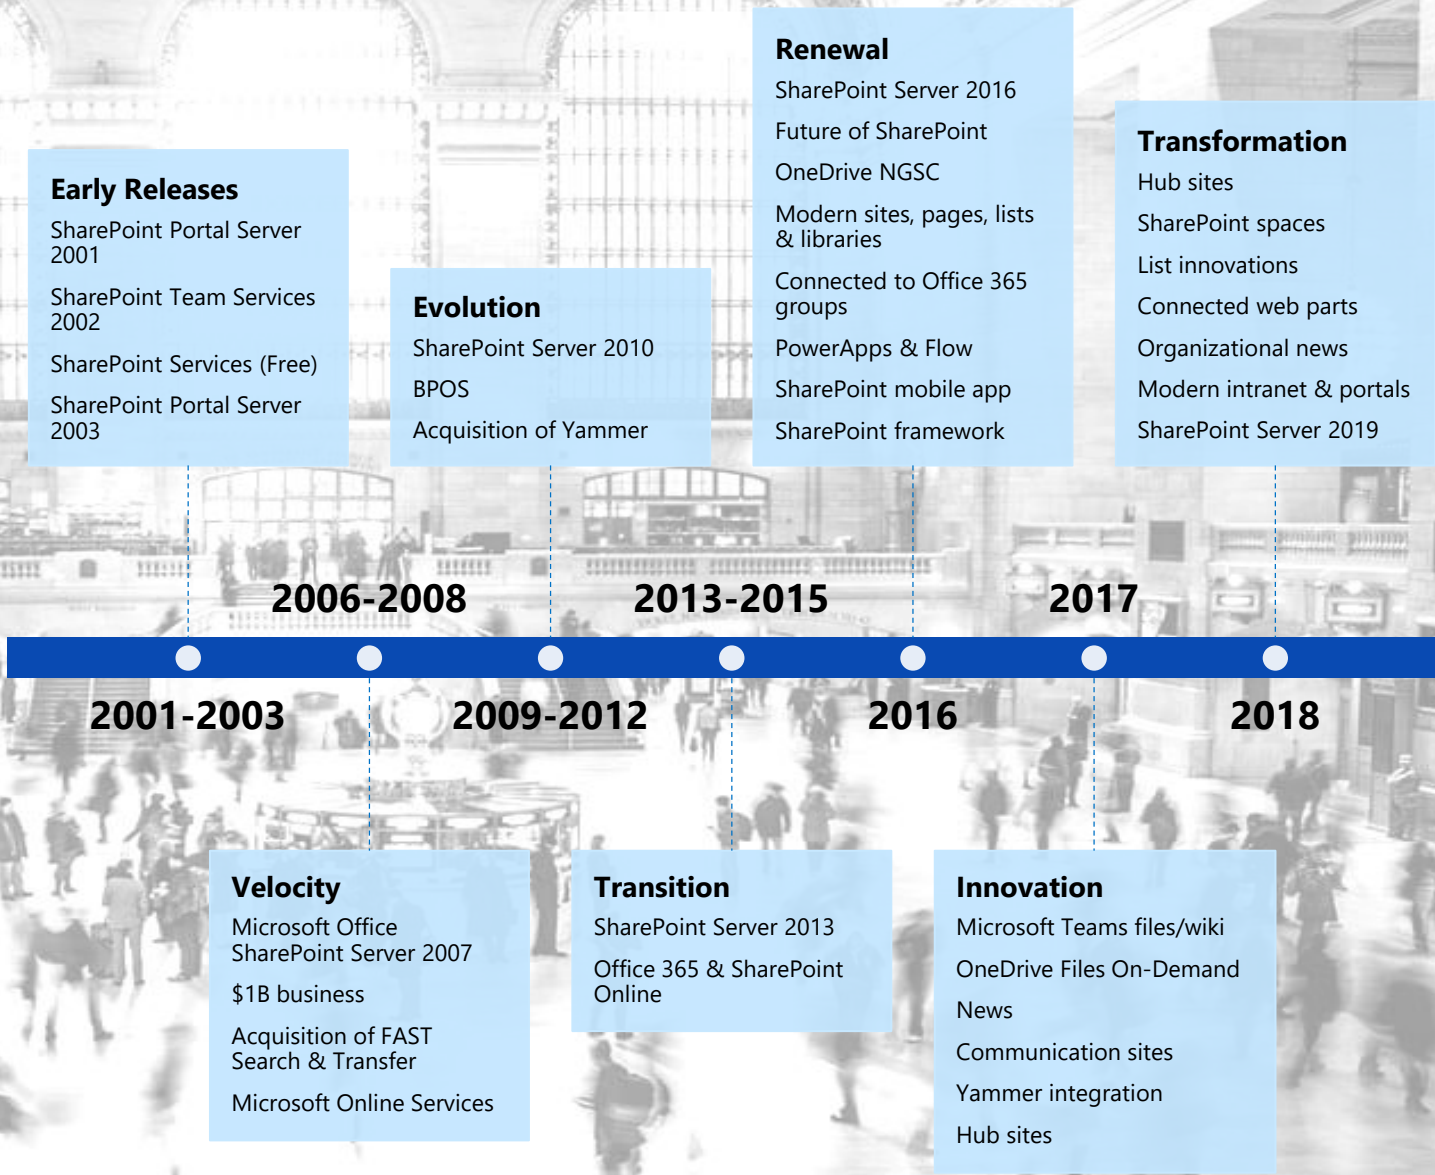 Renewal
SharePoint Server 2016
Future of SharePoint
OneDrive NGSC
Modern sites, pages, lists
& libraries
Connected to Office 365
groups
PowerApps & Flow
SharePoint mobile app
SharePoint framework
Transformation
Hub sites
SharePoint spaces
List innovations
Connected web parts
Organizational news
Modern intranet & portals
SharePoint Server 2019
Early Releases
SharePoint Portal Server
2001
SharePoint Team Services
2002
SharePoint Services (Free)
SharePoint Portal Server
2003
Evolution
SharePoint Server 2010
BPOS
Acquisition of Yammer
2006-2008
2013-2015
2017
2001-2003
2009-2012
2016
2018
Velocity
Microsoft Office
SharePoint Server 2007
$1B business
Acquisition of FAST
Search & Transfer
Microsoft Online Services
Transition
SharePoint Server 2013
Office 365 & SharePoint
Online
Innovation
Microsoft Teams files/wiki
OneDrive Files On-Demand
News
Communication sites
Yammer integration
Hub sites